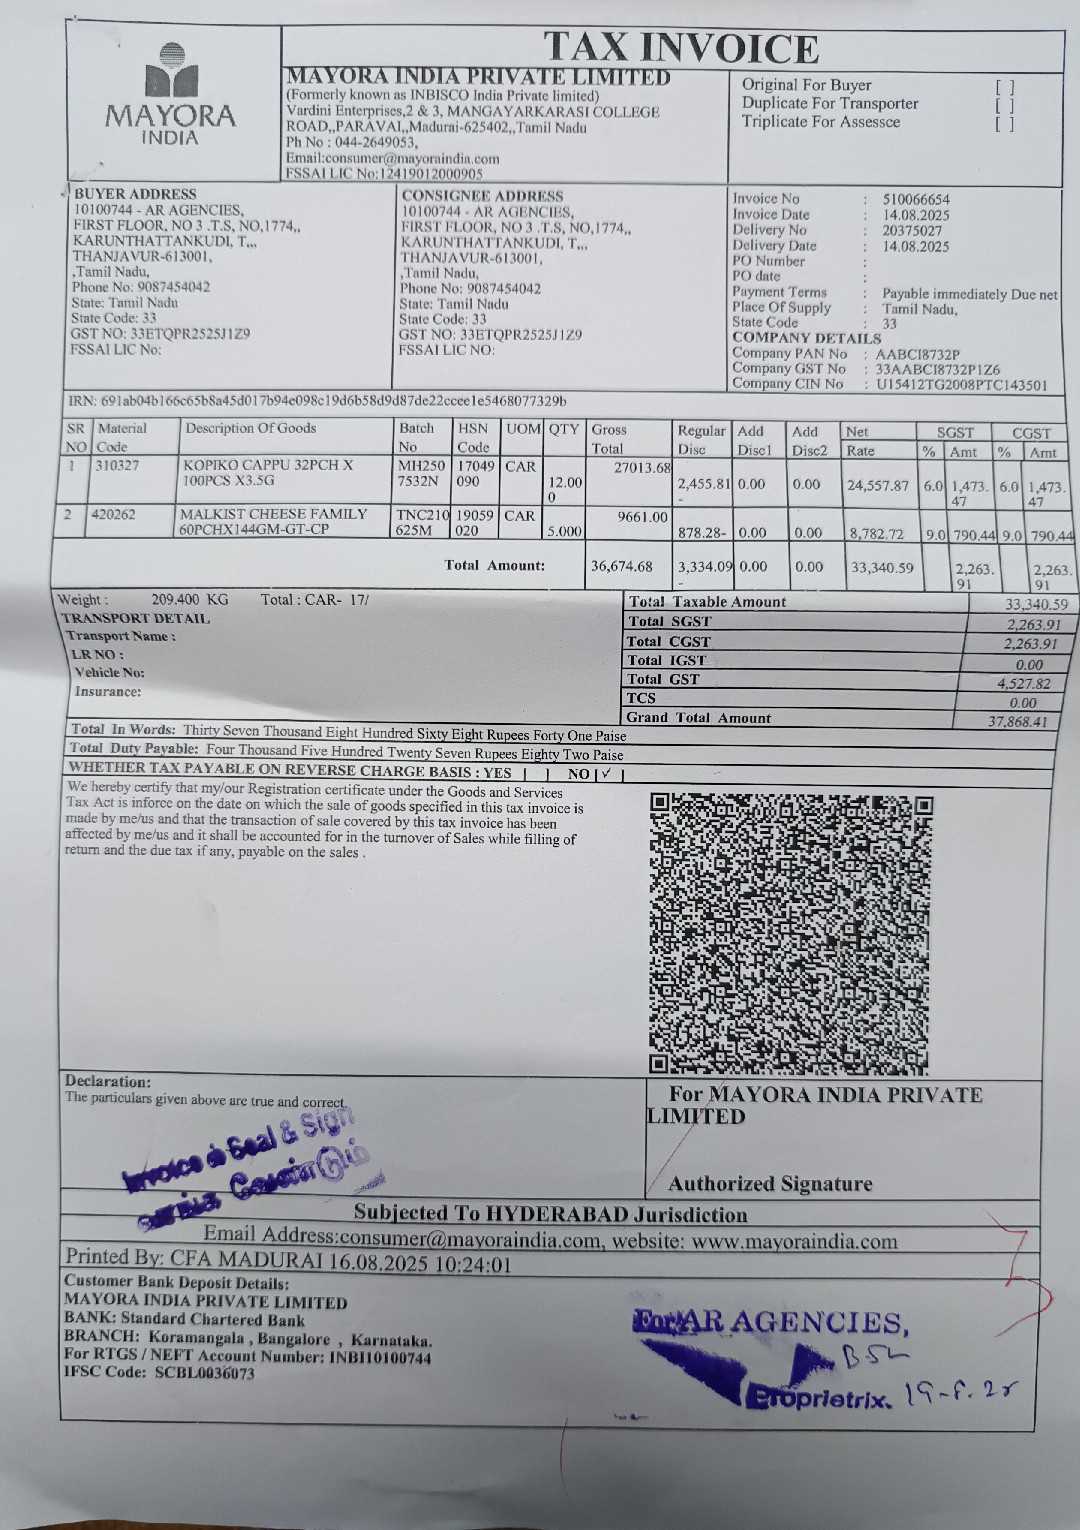 TAX INVOICE
MAYORA
INDIA
MAYORA INDIA PRIVATE LIMITED
(Formerly known as INBISCO India Private limited)
Vardini Enterprises,2 & 3, MANGAYARKARASI COLLEGE
ROAD,,PARAVAI,,Madurai-625402,,Tamil Nadu
Ph No : 044-2649053,
Email:consumer@mayoraindia.com
FSSAI LIC No:12419012000905
Original For Buyer [ ]
Duplicate For Transporter [ ]
Triplicate For Assessce [ ]
BUYER ADDRESS
10100744 - AR AGENCIES,
FIRST FLOOR, NO 3 .T.S, NO,1774,,
KARUNTHATTANKUDI, T,,,
THANJAVUR-613001,
,Tamil Nadu,
Phone No: 9087454042
State: Tamil Nadu
State Code: 33
GST NO: 33ETQPR2525J1Z9
FSSAI LIC No:
CONSIGNEE ADDRESS
10100744 - AR AGENCIES,
FIRST FLOOR, NO 3 .T.S, NO,1774,,
KARUNTHATTANKUDI, T,,,
THANJAVUR-613001,
,Tamil Nadu,
Phone No: 9087454042
State: Tamil Nadu
State Code: 33
GST NO: 33ETQPR2525J1Z9
FSSAI LIC NO:
Invoice No : 510066654
Invoice Date : 14.08.2025
Delivery No : 20375027
Delivery Date : 14.08.2025
PO Number :
PO date :
Payment Terms : Payable immediately Due net
Place Of Supply : Tamil Nadu,
State Code : 33
COMPANY DETAILS
Company PAN No : AABCI8732P
Company GST No : 33AABCI8732P1Z6
Company CIN No : U15412TG2008PTC143501
IRN: 691ab04b166c65b8a45d017b94e098c19d6b58d9d87de22ccee1e5468077329b
SR Material Description Of Goods Batch HSN UOM QTY Gross Regular Add Add Net SGST CGST
NO Code No Code Total Disc Disc1 Disc2 Rate % Amt % Amt
1 310327 KOPIKO CAPPU 32PCH X MH250 17049 CAR 27013.68
100PCS X3.5G 7532N 090 12.00 2,455.81 0.00 0.00 24,557.87 6.0 1,473. 6.0 1,473.
0 - 47 47
2 420262 MALKIST CHEESE FAMILY TNC210 19059 CAR 9661.00
60PCHX144GM-GT-CP 625M 020 5.000 878.28- 0.00 0.00 8,782.72 9.0 790.44 9.0 790.44
Total Amount: 36,674.68 3,334.09 0.00 0.00 33,340.59 2,263. 2,263.
- 91 91
Weight : 209.400 KG Total : CAR- 17/
TRANSPORT DETAIL
Transport Name :
LR NO :
Vehicle No:
Insurance:
Total Taxable Amount 33,340.59
Total SGST 2,263.91
Total CGST 2,263.91
Total IGST 0.00
Total GST 4,527.82
TCS 0.00
Grand Total Amount 37,868.41
Total In Words: Thirty Seven Thousand Eight Hundred Sixty Eight Rupees Forty One Paise
Total Duty Payable: Four Thousand Five Hundred Twenty Seven Rupees Eighty Two Paise
WHETHER TAX PAYABLE ON REVERSE CHARGE BASIS : YES [ ] NO [✓]
We hereby certify that my/our Registration certificate under the Goods and Services
Tax Act is inforce on the date on which the sale of goods specified in this tax invoice is
made by me/us and that the transaction of sale covered by this tax invoice has been
affected by me/us and it shall be accounted for in the turnover of Sales while filling of
return and the due tax if any, payable on the sales .
Declaration:
The particulars given above are true and correct.
Invoice ல் Seal & Sign
வேண்டும்
For MAYORA INDIA PRIVATE
LIMITED
Authorized Signature
Subjected To HYDERABAD Jurisdiction
Email Address:consumer@mayoraindia.com, website: www.mayoraindia.com
Printed By: CFA MADURAI 16.08.2025 10:24:01
Customer Bank Deposit Details:
MAYORA INDIA PRIVATE LIMITED
BANK: Standard Chartered Bank
BRANCH: Koramangala , Bangalore , Karnataka.
For RTGS / NEFT Account Number: INBI10100744
IFSC Code: SCBL0036073
For AR AGENCIES,
Proprietrix.